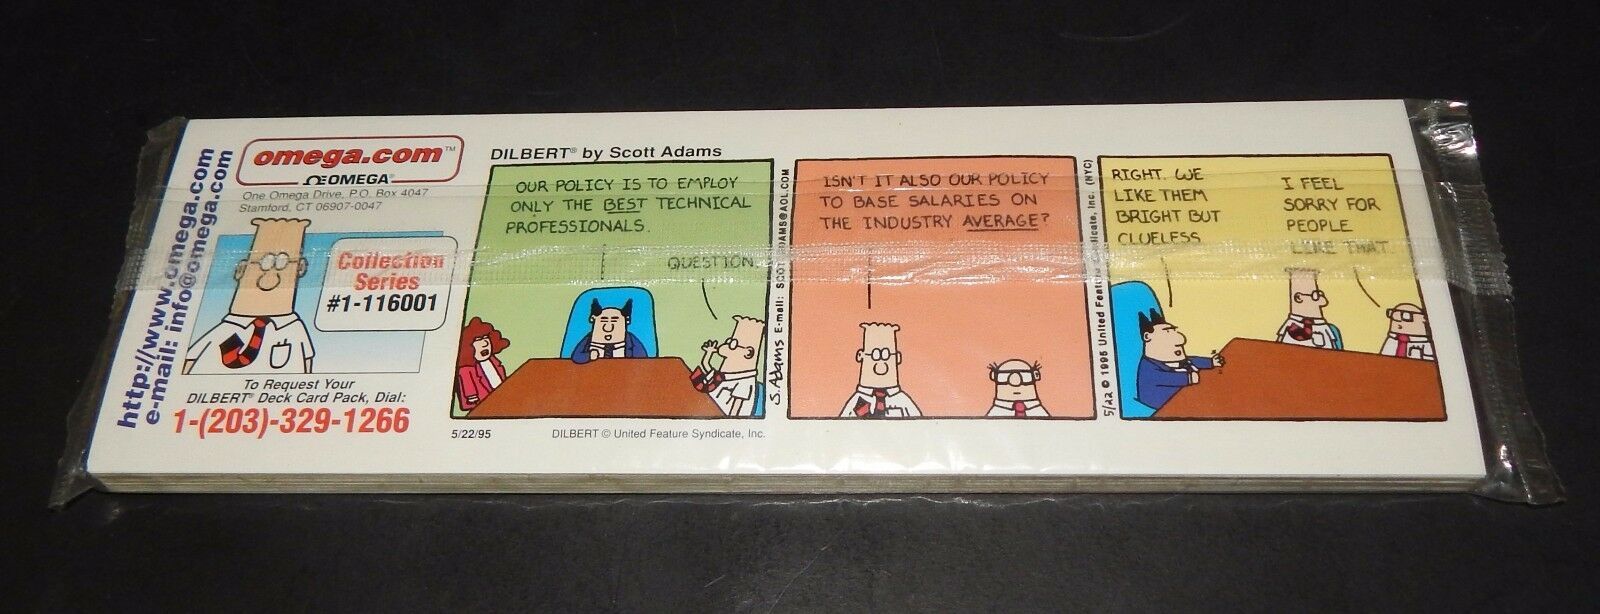 http://www.omega.com
e-mail: info@omega.com
omega.com™
ΩE OMEGA®
One Omega Drive, P.O. Box 4047
Stamford, CT 06907-0047
Collection
Series
#1-116001
To Request Your
DILBERT® Deck Card Pack, Dial:
1-(203)-329-1266
DILBERT® by Scott Adams
OUR POLICY IS TO EMPLOY
ONLY THE BEST TECHNICAL
PROFESSIONALS.
QUESTION.
5/22/95
DILBERT © United Feature Syndicate, Inc.
S. Adams E-mail: SCOTTADAMS@AOL.COM
ISN'T IT ALSO OUR POLICY
TO BASE SALARIES ON
THE INDUSTRY AVERAGE?
5/22 © 1995 United Feature Syndicate, Inc. (NYC)
RIGHT. WE
LIKE THEM
BRIGHT BUT
CLUELESS.
I FEEL
SORRY FOR
PEOPLE
LIKE THAT.